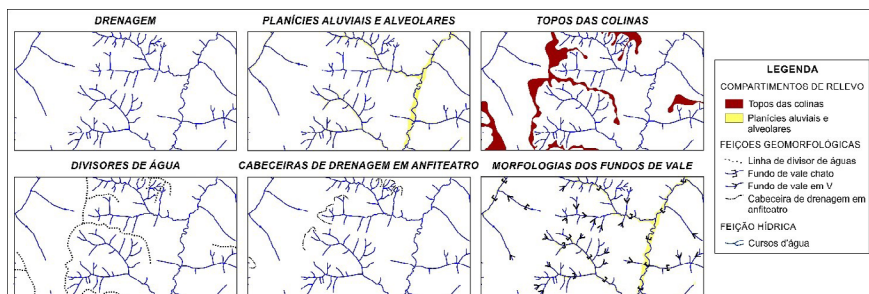 DRENAGEM
PLANÍCIES ALUVIAIS E ALVEOLARES
TOPOS DAS COLINAS
DIVISORES DE ÁGUA
CABECEIRAS DE DRENAGEM EM ANFITEATRO
MORFOLOGIAS DOS FUNDOS DE VALE
LEGENDA
COMPARTIMENTOS DE RELEVO
Topos das colinas
Planícies aluviais e
alveolares
FEIÇÕES GEOMORFOLÓGICAS
Linha de divisor de águas
Fundo de vale chato
Fundo de vale em V
Cabeceira de drenagem em
anfiteatro
FEIÇÃO HÍDRICA
Cursos d'água